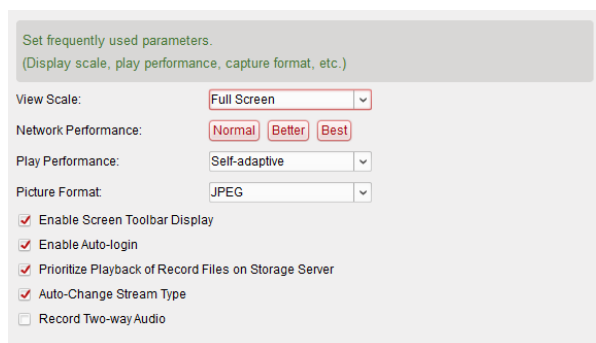 Set frequently used parameters.
(Display scale, play performance, capture format, etc.)
View Scale: Full Screen
Network Performance: Normal Better Best
Play Performance: Self-adaptive
Picture Format: JPEG
Enable Screen Toolbar Display
Enable Auto-login
Prioritize Playback of Record Files on Storage Server
Auto-Change Stream Type
Record Two-way Audio